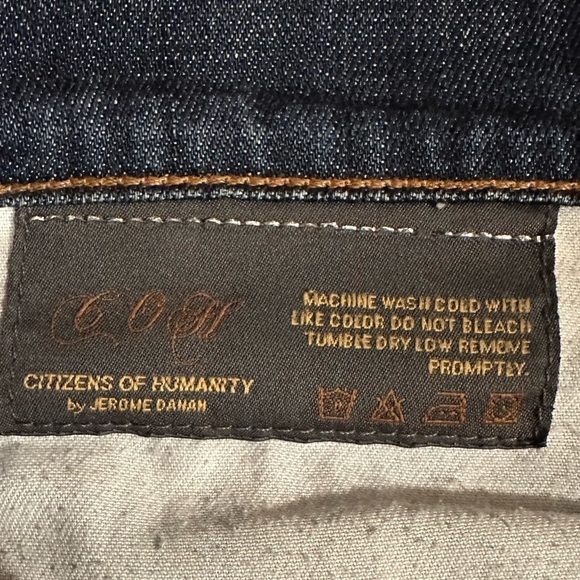 COH
CITIZENS OF HUMANITY
by JEROME DAHAN
MACHINE WASH COLD WITH
LIKE COLOR DO NOT BLEACH
TUMBLE DRY LOW REMOVE
PROMPTLY.